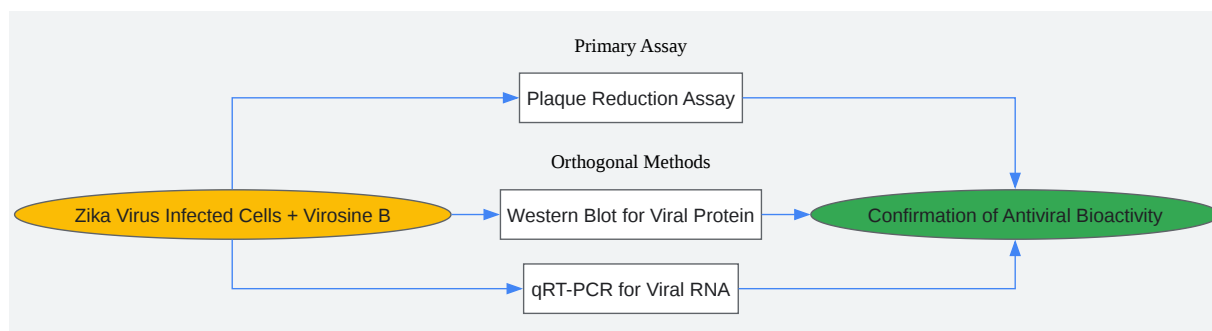 Primary Assay
Plaque Reduction Assay
Orthogonal Methods
Zika Virus Infected Cells + Virosine B
Western Blot for Viral Protein
Confirmation of Antiviral Bioactivity
qRT-PCR for Viral RNA